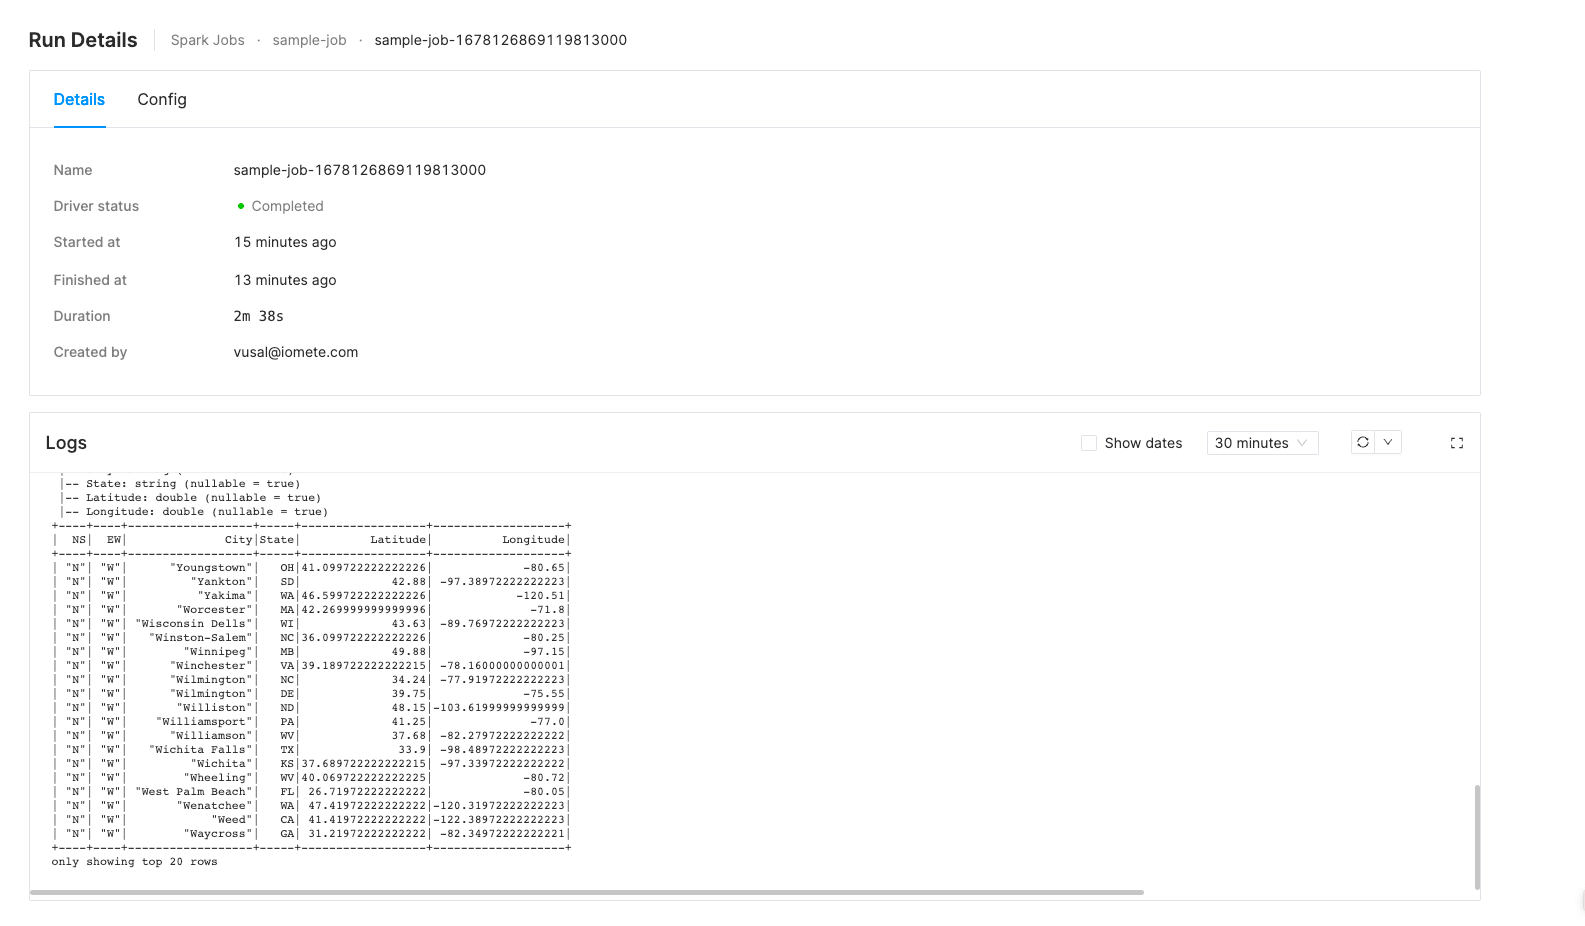 Run Details Spark Jobs · sample-job · sample-job-1678126869119813000
Details Config
Name sample-job-1678126869119813000
Driver status Completed
Started at 15 minutes ago
Finished at 13 minutes ago
Duration 2m 38s
Created by vusal@iomete.com
Logs Show dates 30 minutes
|-- State: string (nullable = true)
|-- Latitude: double (nullable = true)
|-- Longitude: double (nullable = true)
+----+----+------------------+-----+------------------+-------------------+
|  NS|  EW|              City|State|          Latitude|          Longitude|
+----+----+------------------+-----+------------------+-------------------+
| "N"| "W"|      "Youngstown"|   OH|41.099722222222226|             -80.65|
| "N"| "W"|         "Yankton"|   SD|             42.88| -97.38972222222223|
| "N"| "W"|          "Yakima"|   WA|46.599722222222226|            -120.51|
| "N"| "W"|       "Worcester"|   MA|42.269999999999996|              -71.8|
| "N"| "W"| "Wisconsin Dells"|   WI|             43.63| -89.76972222222223|
| "N"| "W"|   "Winston-Salem"|   NC|36.099722222222226|             -80.25|
| "N"| "W"|        "Winnipeg"|   MB|             49.88|             -97.15|
| "N"| "W"|      "Winchester"|   VA|39.189722222222215| -78.16000000000001|
| "N"| "W"|      "Wilmington"|   NC|             34.24| -77.91972222222223|
| "N"| "W"|      "Wilmington"|   DE|             39.75|             -75.55|
| "N"| "W"|       "Williston"|   ND|             48.15|-103.61999999999999|
| "N"| "W"|    "Williamsport"|   PA|             41.25|              -77.0|
| "N"| "W"|      "Williamson"|   WV|             37.68| -82.27972222222222|
| "N"| "W"|   "Wichita Falls"|   TX|              33.9| -98.48972222222223|
| "N"| "W"|         "Wichita"|   KS|37.689722222222215| -97.33972222222222|
| "N"| "W"|        "Wheeling"|   WV|40.069722222222225|             -80.72|
| "N"| "W"| "West Palm Beach"|   FL| 26.71972222222222|             -80.05|
| "N"| "W"|       "Wenatchee"|   WA| 47.41972222222222|-120.31972222222223|
| "N"| "W"|            "Weed"|   CA| 41.41972222222222|-122.38972222222223|
| "N"| "W"|        "Waycross"|   GA| 31.21972222222222| -82.34972222222221|
+----+----+------------------+-----+------------------+-------------------+
only showing top 20 rows